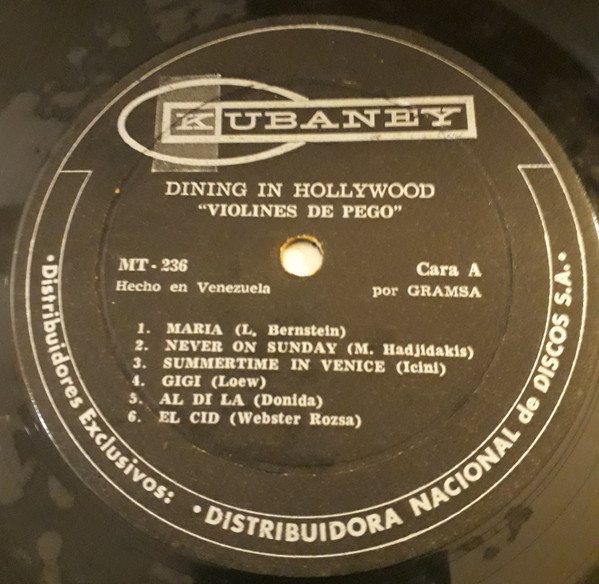 KUBANEY
DINING IN HOLLYWOOD
"VIOLINES DE PEGO"
MT - 236
Cara A
Hecho en Venezuela
por GRAMSA
1. MARIA (L. Bernstein)
2. NEVER ON SUNDAY (M. Hadjidakis)
3. SUMMERTIME IN VENICE (Icini)
4. GIGI (Loew)
5. AL DI LA (Donida)
6. EL CID (Webster Rozsa)
• Distribuidores Exclusivos: • DISTRIBUIDORA NACIONAL de DISCOS S.A. •